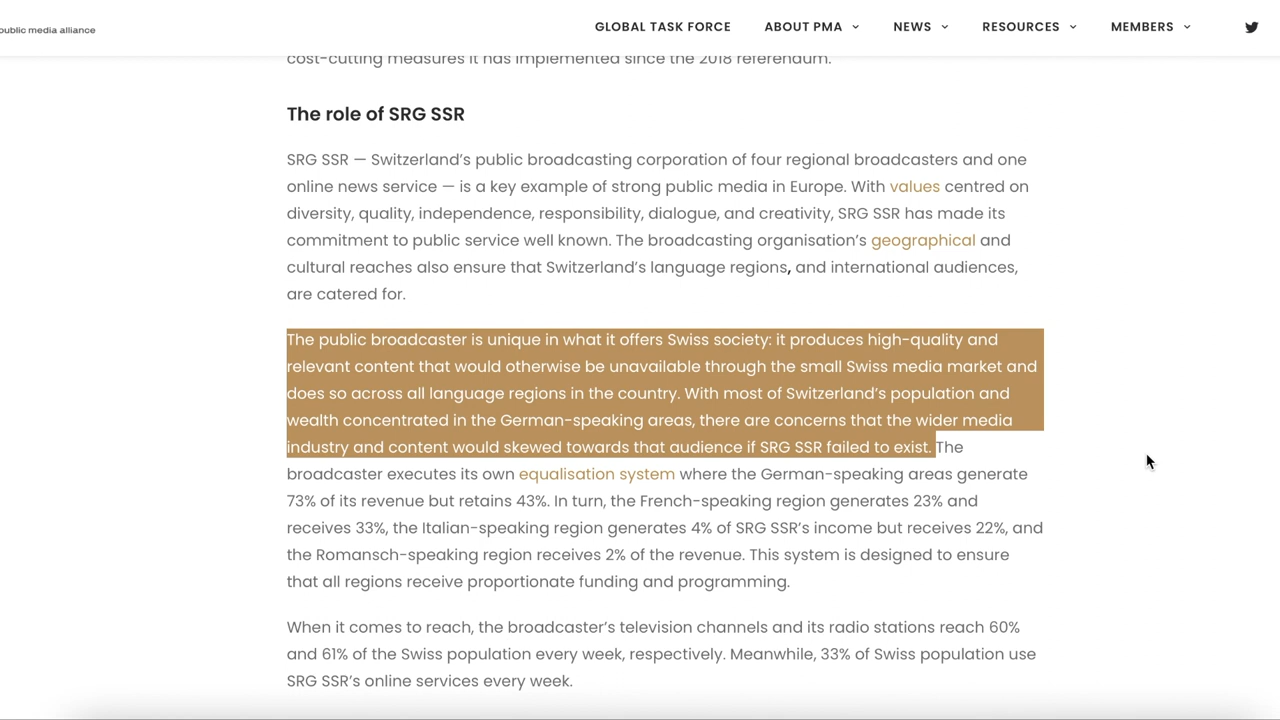 public media alliance
GLOBAL TASK FORCE ABOUT PMA NEWS RESOURCES MEMBERS
cost-cutting measures it has implemented since the 2018 referendum.
The role of SRG SSR
SRG SSR — Switzerland’s public broadcasting corporation of four regional broadcasters and one
online news service — is a key example of strong public media in Europe. With values centred on
diversity, quality, independence, responsibility, dialogue, and creativity, SRG SSR has made its
commitment to public service well known. The broadcasting organisation’s geographical and
cultural reaches also ensure that Switzerland’s language regions, and international audiences,
are catered for.
The public broadcaster is unique in what it offers Swiss society: it produces high-quality and
relevant content that would otherwise be unavailable through the small Swiss media market and
does so across all language regions in the country. With most of Switzerland’s population and
wealth concentrated in the German-speaking areas, there are concerns that the wider media
industry and content would skewed towards that audience if SRG SSR failed to exist. The
broadcaster executes its own equalisation system where the German-speaking areas generate
73% of its revenue but retains 43%. In turn, the French-speaking region generates 23% and
receives 33%, the Italian-speaking region generates 4% of SRG SSR’s income but receives 22%, and
the Romansch-speaking region receives 2% of the revenue. This system is designed to ensure
that all regions receive proportionate funding and programming.
When it comes to reach, the broadcaster’s television channels and its radio stations reach 60%
and 61% of the Swiss population every week, respectively. Meanwhile, 33% of Swiss population use
SRG SSR’s online services every week.